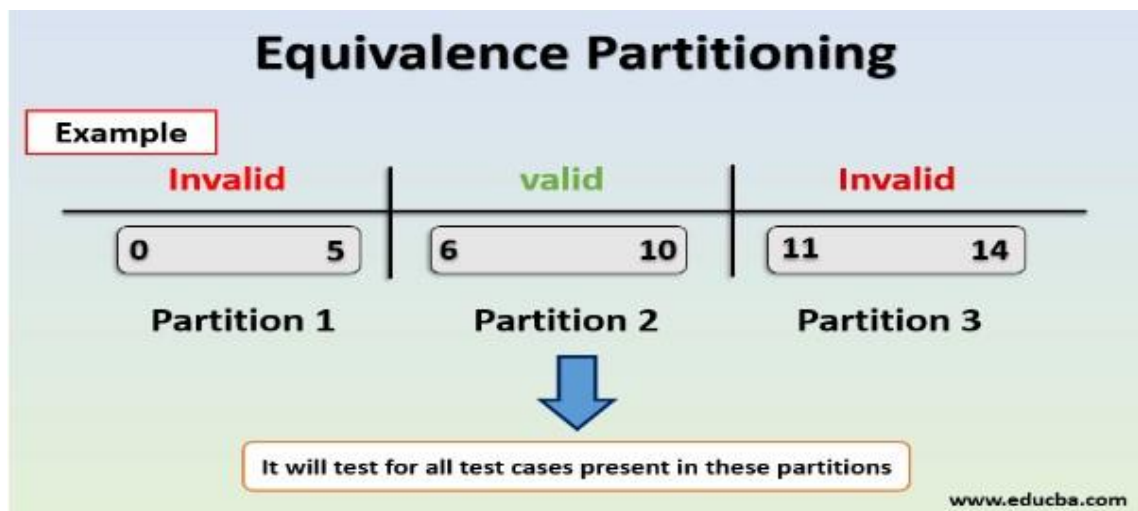 Equivalence Partitioning
Example
Invalid valid Invalid
0 5 6 10 11 14
Partition 1 Partition 2 Partition 3
It will test for all test cases present in these partitions
www.educba.com